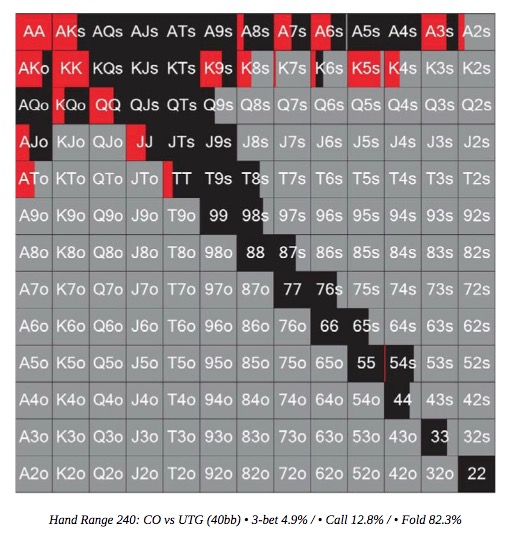 AA AKs AQs AJs ATs A9s A8s A7s A6s A5s A4s A3s A2s
AKo KK KQs KJs KTs K9s K8s K7s K6s K5s K4s K3s K2s
AQo KQo QQ QJs QTs Q9s Q8s Q7s Q6s Q5s Q4s Q3s Q2s
AJo KJo QJo JJ JTs J9s J8s J7s J6s J5s J4s J3s J2s
ATo KTo QTo JTo TT T9s T8s T7s T6s T5s T4s T3s T2s
A9o K9o Q9o J9o T9o 99 98s 97s 96s 95s 94s 93s 92s
A8o K8o Q8o J8o T8o 98o 88 87s 86s 85s 84s 83s 82s
A7o K7o Q7o J7o T7o 97o 87o 77 76s 75s 74s 73s 72s
A6o K6o Q6o J6o T6o 96o 86o 76o 66 65s 64s 63s 62s
A5o K5o Q5o J5o T5o 95o 85o 75o 65o 55 54s 53s 52s
A4o K4o Q4o J4o T4o 94o 84o 74o 64o 54o 44 43s 42s
A3o K3o Q3o J3o T3o 93o 83o 73o 63o 53o 43o 33 32s
A2o K2o Q2o J2o T2o 92o 82o 72o 62o 52o 42o 32o 22
Hand Range 240: CO vs UTG (40bb) • 3-bet 4.9% / • Call 12.8% / • Fold 82.3%